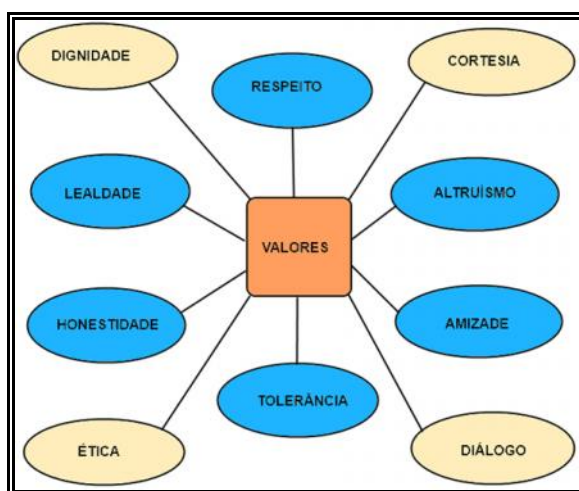 DIGNIDADE
CORTESIA
RESPEITO
LEALDADE
ALTRUÍSMO
VALORES
HONESTIDADE
AMIZADE
TOLERÂNCIA
ÉTICA
DIÁLOGO